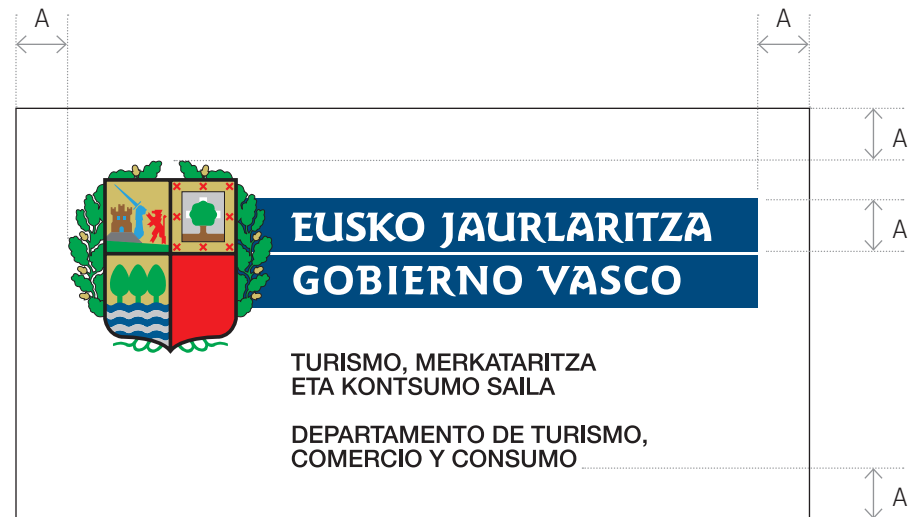 A
A
A
A
EUSKO JAURLARITZA
GOBIERNO VASCO
TURISMO, MERKATARITZA
ETA KONTSUMO SAILA
DEPARTAMENTO DE TURISMO,
COMERCIO Y CONSUMO
A